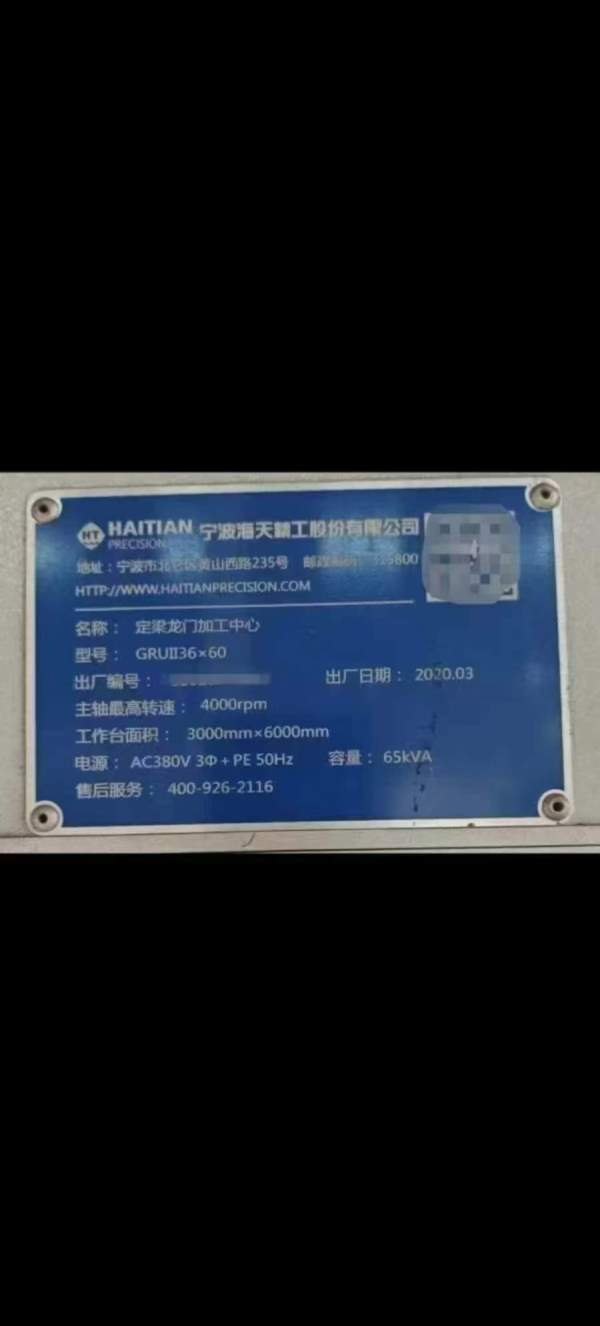 HT HAITIAN PRECISION 宁波海天精工股份有限公司
地址：宁波市北仑区黄山西路235号 邮政编码：
HTTP://WWW.HAITIANPRECISION.COM
名称： 定梁龙门加工中心
型号： GRUII36×60
出厂编号： 出厂日期： 2020.03
主轴最高转速： 4000rpm
工作台面积： 3000mm×6000mm
电源： AC380V 3Φ+PE 50Hz 容量： 65kVA
售后服务： 400-926-2116